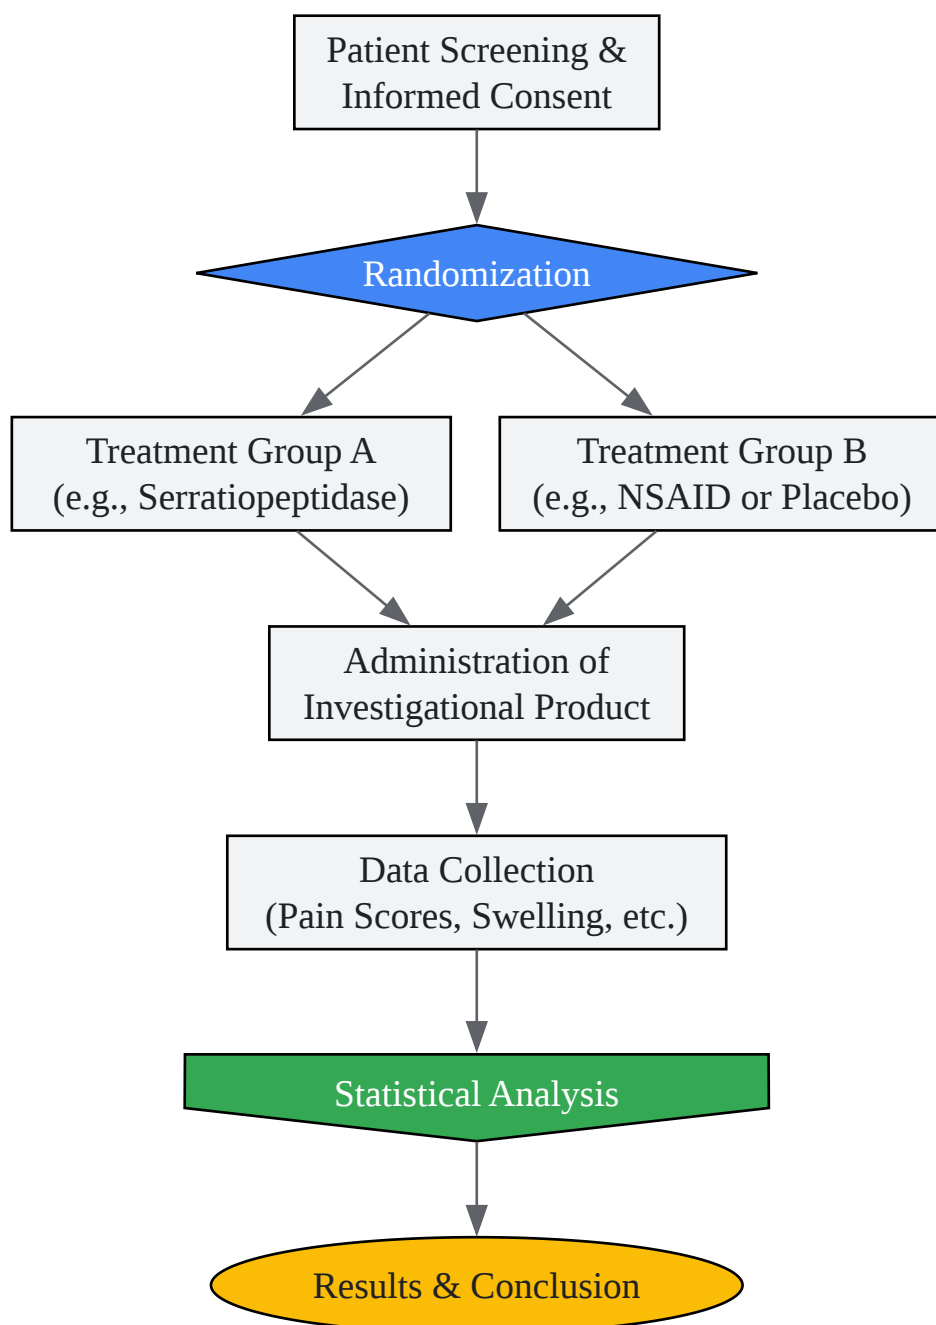 Patient Screening &
Informed Consent
Randomization
Treatment Group A
(e.g., Serratiopeptidase)
Treatment Group B
(e.g., NSAID or Placebo)
Administration of
Investigational Product
Data Collection
(Pain Scores, Swelling, etc.)
Statistical Analysis
Results & Conclusion